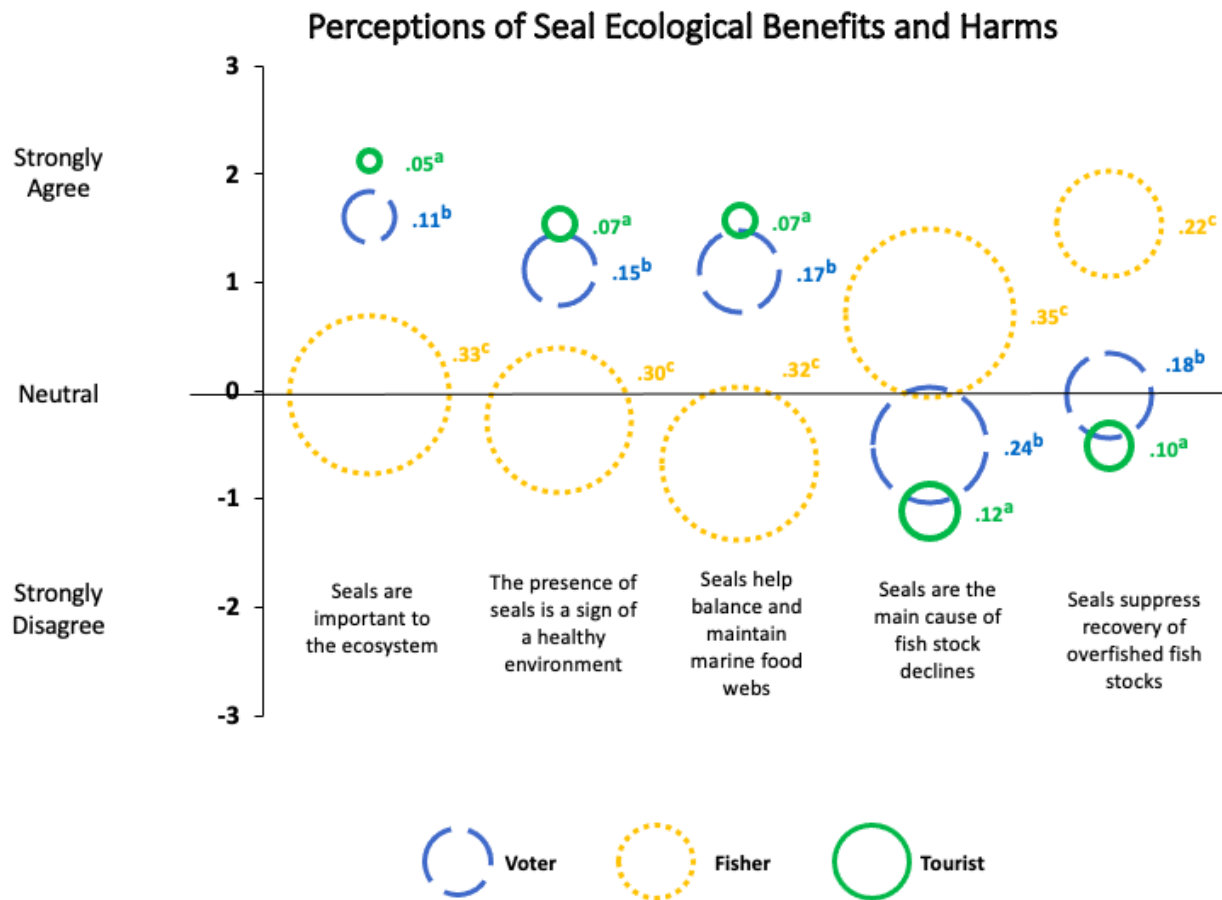 Perceptions of Seal Ecological Benefits and Harms
3
Strongly
Agree
2
.05a
.11b
.07a
.15b
.07a
.17b
.22c
1
.35c
.33c
.30c
.32c
.18b
Neutral
0
.24b
.10a
-1
.12a
Strongly
Disagree
-2
-3
Seals are
important to
the ecosystem
The presence of
seals is a sign of
a healthy
environment
Seals help
balance and
maintain
marine food
webs
Seals are the
main cause of
fish stock
declines
Seals suppress
recovery of
overfished fish
stocks
Voter
Fisher
Tourist